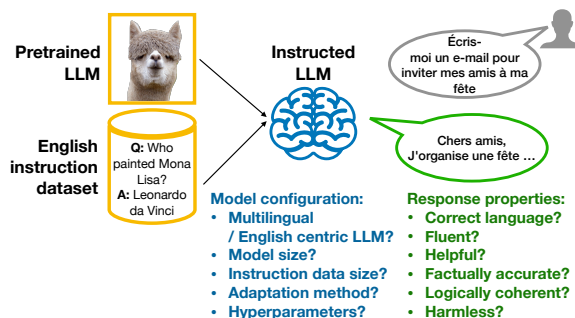 Pretrained
LLM
English
instruction
dataset
Q: Who
painted Mona
Lisa?
A: Leonardo
da Vinci
Instructed
LLM
Écris-
moi un e-mail pour
inviter mes amis à ma
fête
Chers amis,
J'organise une fête ...
Model configuration:
• Multilingual
/ English centric LLM?
• Model size?
• Instruction data size?
• Adaptation method?
• Hyperparameters?
Response properties:
• Correct language?
• Fluent?
• Helpful?
• Factually accurate?
• Logically coherent?
• Harmless?